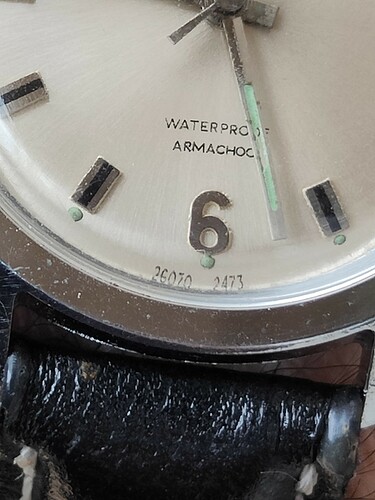 WATERPROOF
ARMACHOC
6
26070 2473